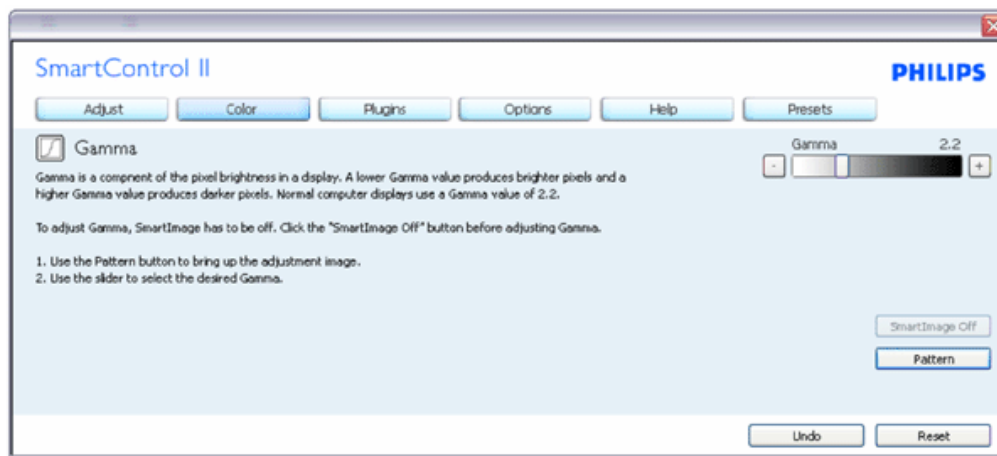 SmartControl II
PHILIPS
Adjust
Color
Plugins
Options
Help
Presets
Gamma
Gamma 2.2
- +
Gamma is a compnent of the pixel brightness in a display. A lower Gamma value produces brighter pixels and a
higher Gamma value produces darker pixels. Normal computer displays use a Gamma value of 2.2.
To adjust Gamma, SmartImage has to be off. Click the "SmartImage Off" button before adjusting Gamma.
1. Use the Pattern button to bring up the adjustment image.
2. Use the slider to select the desired Gamma.
SmartImage Off
Pattern
Undo
Reset